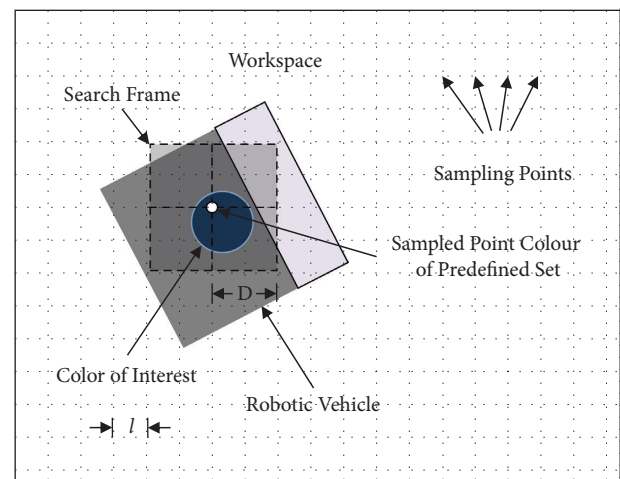 Workspace
Search Frame
Sampling Points
Sampled Point Colour
of Predefined Set
D
Color of Interest
Robotic Vehicle
l